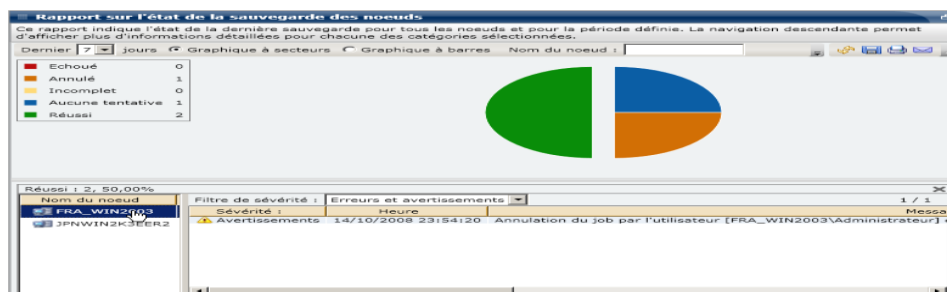 Rapport sur l'état de la sauvegarde des noeuds
Ce rapport indique l'état de la dernière sauvegarde pour tous les noeuds et pour la période définie. La navigation descendante permet
d'afficher plus d'informations détaillées pour chacune des catégories sélectionnées.
Dernier 7 jours Graphique à secteurs Graphique à barres Nom du noeud :
Echoué 0
Annulé 1
Incomplet 0
Aucune tentative 1
Réussi 2
Réussi : 2, 50,00%
Nom du noeud Filtre de sévérité : Erreurs et avertissements 1 / 1
FRA_WIN2003 Sévérité : Heure Messa
Avertissements 14/10/2008 23:54:20 Annulation du job par l'utilisateur [FRA_WIN2003\Administrateur]
JPNWIN2K3EER2